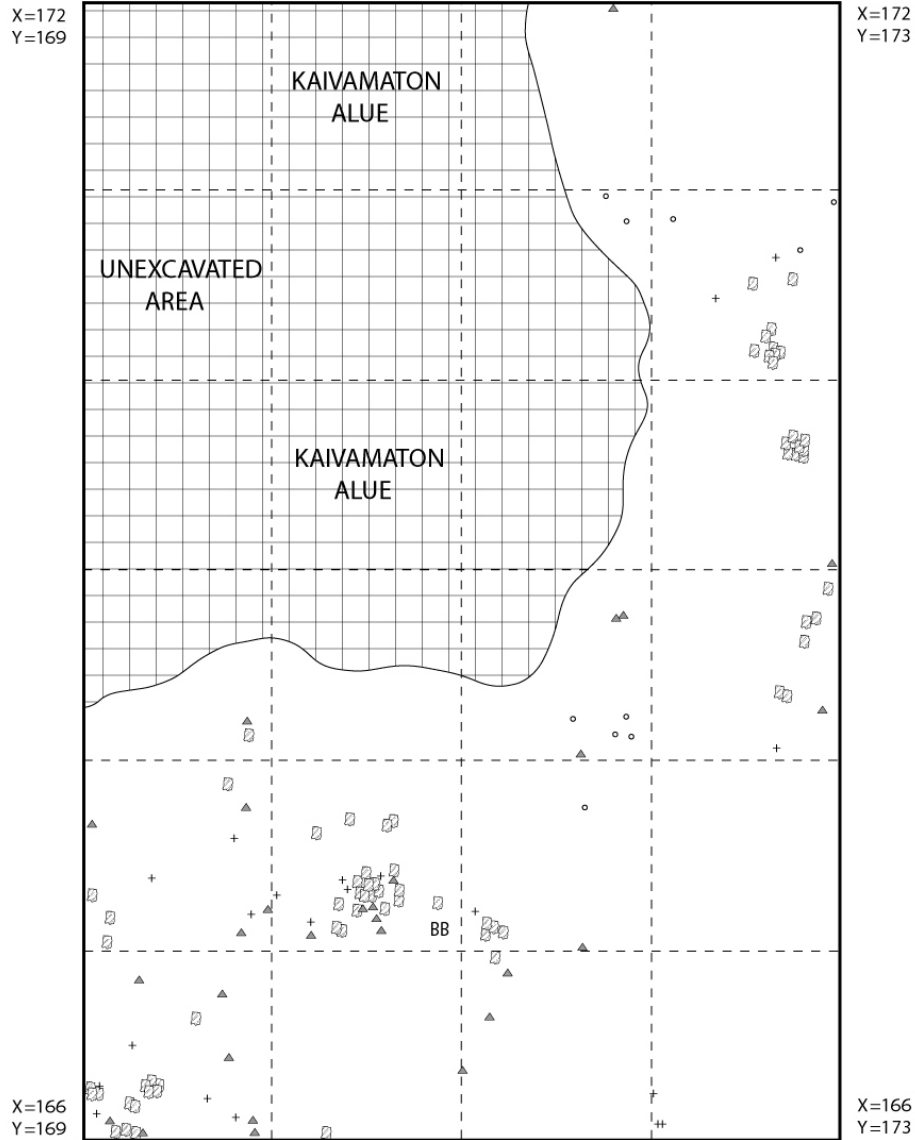 X=172
Y=169
X=172
Y=173
KAIVAMATON
ALUE
UNEXCAVATED
AREA
KAIVAMATON
ALUE
BB
X=166
Y=169
X=166
Y=173